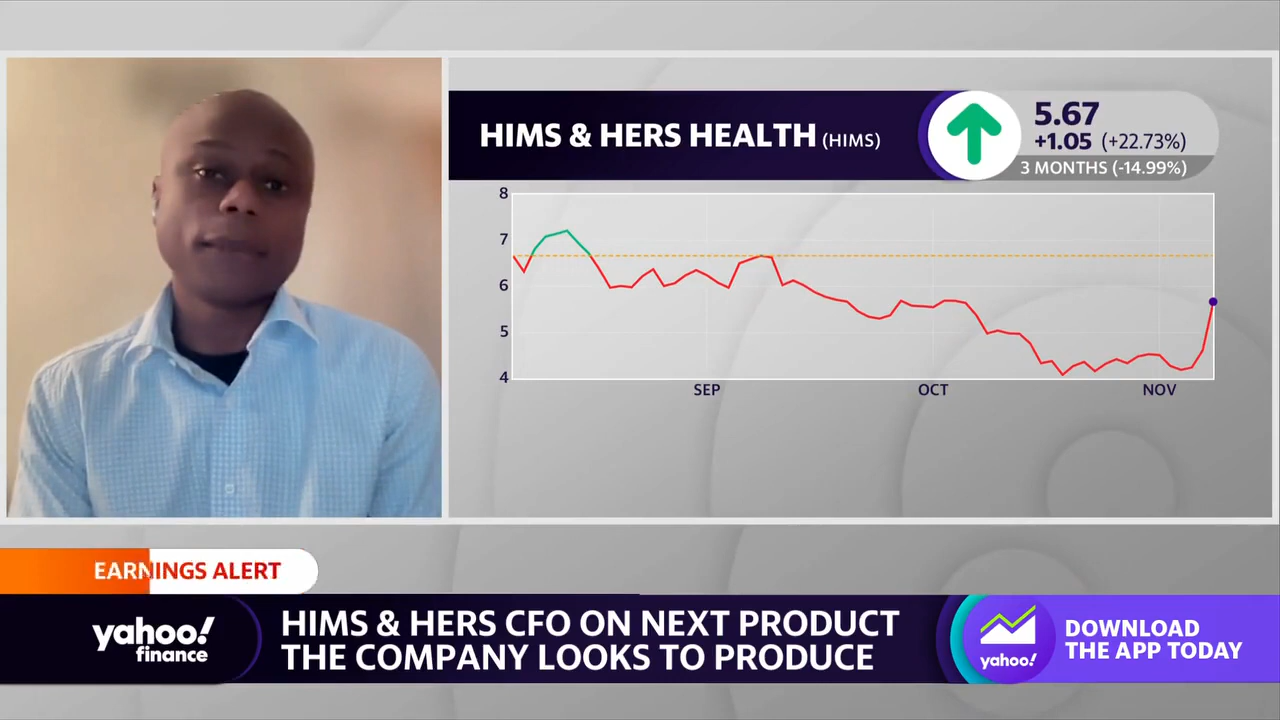 HIMS & HERS HEALTH (HIMS)
5.67
+1.05 (+22.73%)
3 MONTHS (-14.99%)
8
7
6
5
4
SEP OCT NOV
EARNINGS ALERT
yahoo!
finance
HIMS & HERS CFO ON NEXT PRODUCT
THE COMPANY LOOKS TO PRODUCE
yahoo!
DOWNLOAD
THE APP TODAY